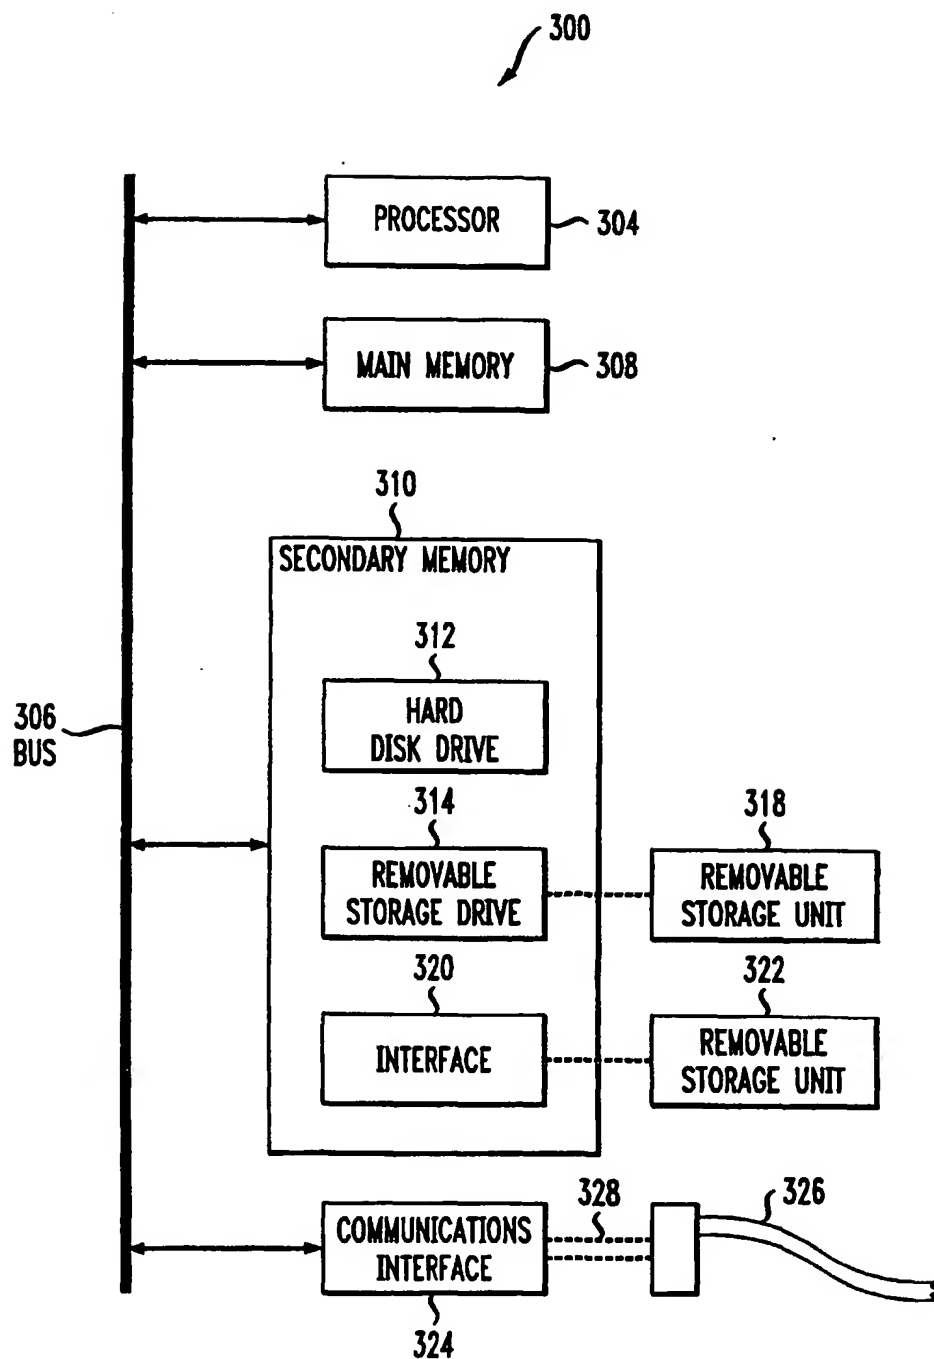 300
PROCESSOR
304
MAIN MEMORY
308
310
SECONDARY MEMORY
312
HARD
DISK DRIVE
306
BUS
314
REMOVABLE
STORAGE DRIVE
318
REMOVABLE
STORAGE UNIT
320
INTERFACE
322
REMOVABLE
STORAGE UNIT
COMMUNICATIONS
INTERFACE
324
328
326